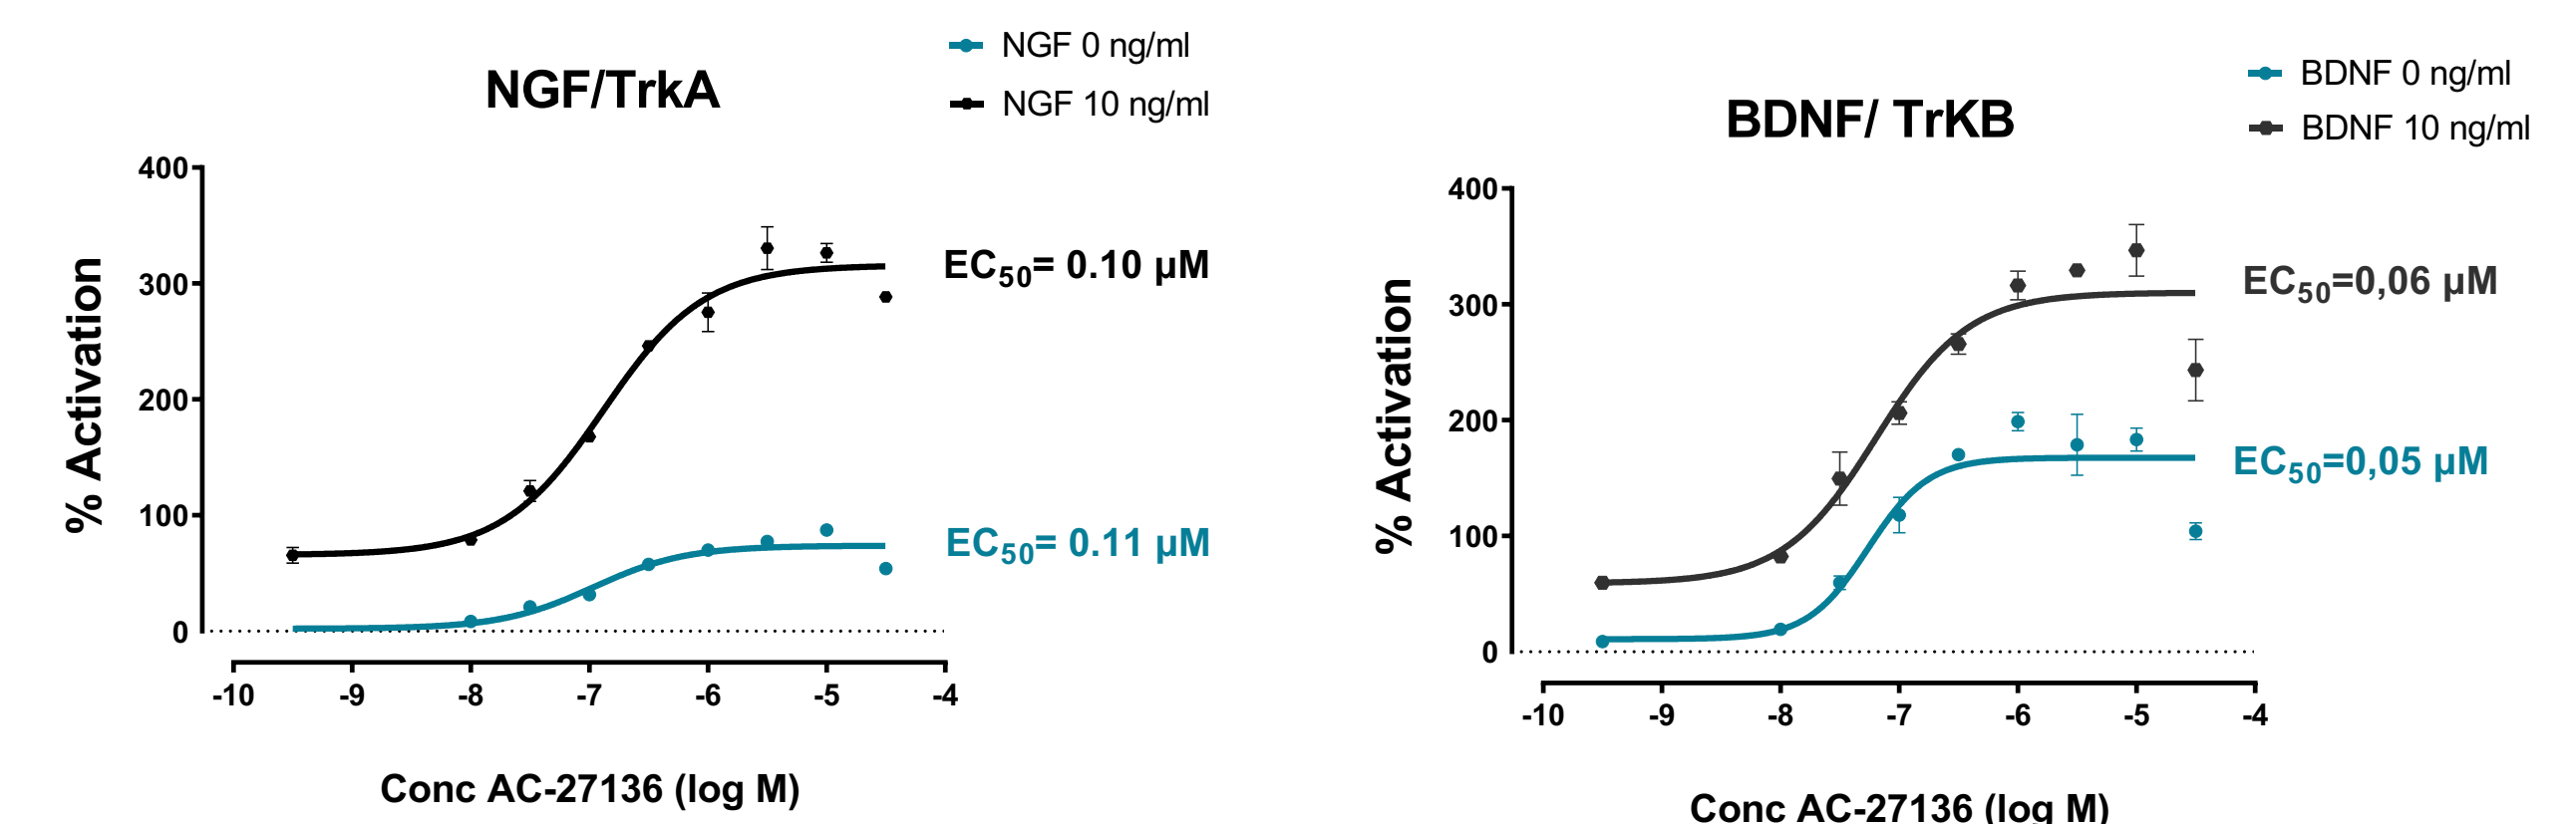 NGF 0 ng/ml
NGF 10 ng/ml
NGF/TrkA
400
300
200
100
0
% Activation
EC50= 0.10 µM
EC50= 0.11 µM
-10 -9 -8 -7 -6 -5 -4
Conc AC-27136 (log M)
BDNF 0 ng/ml
BDNF 10 ng/ml
BDNF/ TrKB
400
300
200
100
0
% Activation
EC50=0,06 µM
EC50=0,05 µM
-10 -9 -8 -7 -6 -5 -4
Conc AC-27136 (log M)